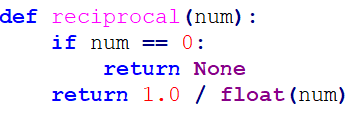 def reciprocal(num):
    if num == 0:
        return None
    return 1.0 / float(num)